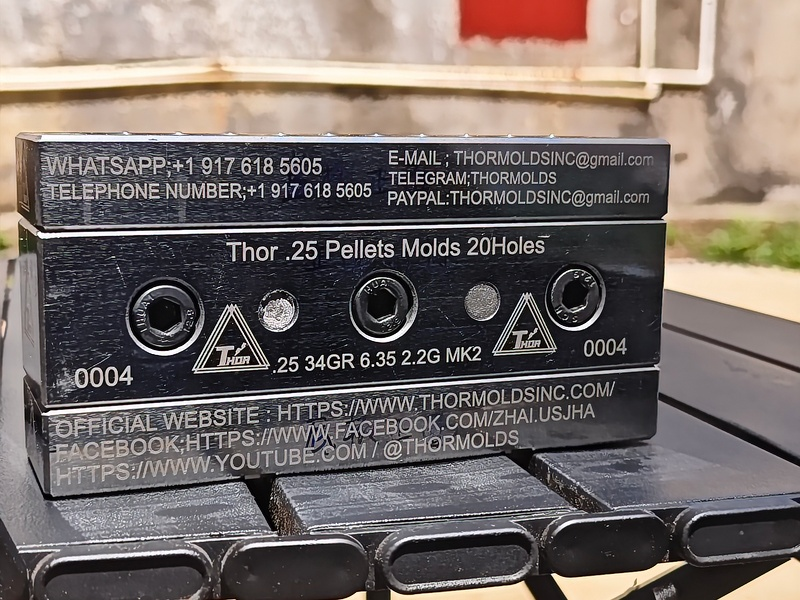 WHATSAPP;+1 917 618 5605
TELEPHONE NUMBER;+1 917 618 5605
E-MAIL ; THORMOLDSINC@gmail.com
TELEGRAM;THORMOLDS
PAYPAL:THORMOLDSINC@gmail.com
Thor .25 Pellets Molds 20Holes
THOR
THOR
0004
.25 34GR 6.35 2.2G MK2
0004
OFFICIAL WEBSITE ; HTTPS://WWW.THORMOLDSINC.COM/
FACEBOOK;HTTPS://WWW.FACEBOOK.COM/ZHAI.USJHA
HTTPS://WWW.YOUTUBE.COM / @THORMOLDS